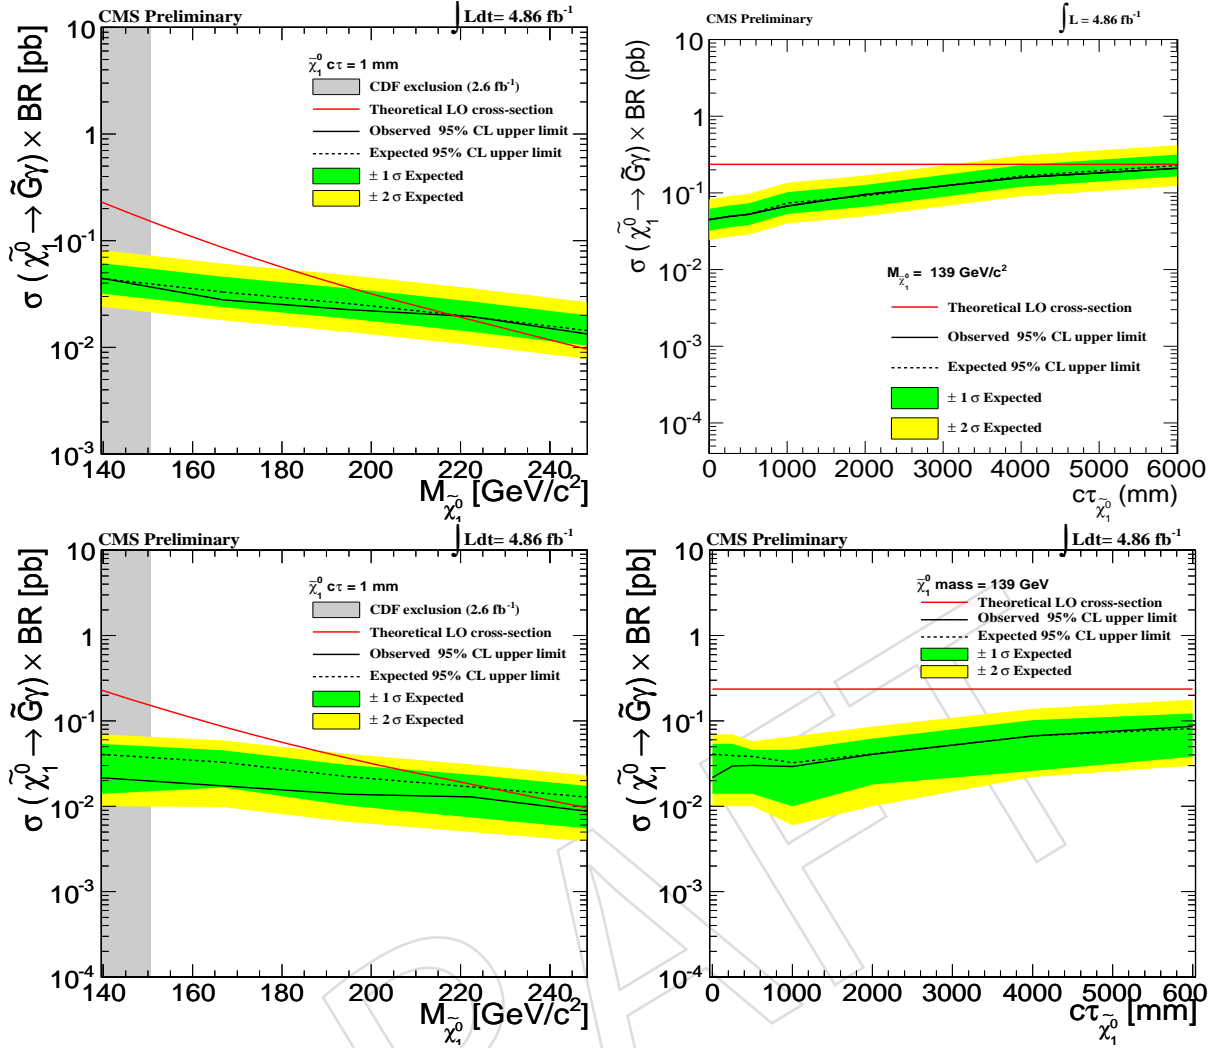 CMS Preliminary ∫ Ldt= 4.86 fb⁻¹
σ (χ̃₁⁰ → G̃γ) × BR [pb]
10
1
10⁻¹
10⁻²
10⁻³
χ̃₁⁰ cτ = 1 mm
CDF exclusion (2.6 fb⁻¹)
Theoretical LO cross-section
Observed 95% CL upper limit
Expected 95% CL upper limit
± 1 σ Expected
± 2 σ Expected
140 160 180 200 220 240
M χ̃₁⁰ [GeV/c²]
CMS Preliminary ∫ L = 4.86 fb⁻¹
σ (χ̃₁⁰ → G̃γ) × BR (pb)
10
1
10⁻¹
10⁻²
10⁻³
10⁻⁴
M χ̃₁⁰ = 139 GeV/c²
Theoretical LO cross-section
Observed 95% CL upper limit
Expected 95% CL upper limit
± 1 σ Expected
± 2 σ Expected
0 1000 2000 3000 4000 5000 6000
cτ χ̃₁⁰ (mm)
CMS Preliminary ∫ Ldt= 4.86 fb⁻¹
σ (χ̃₁⁰ → G̃γ) × BR [pb]
10
1
10⁻¹
10⁻²
10⁻³
10⁻⁴
χ̃₁⁰ cτ = 1 mm
CDF exclusion (2.6 fb⁻¹)
Theoretical LO cross-section
Observed 95% CL upper limit
Expected 95% CL upper limit
± 1 σ Expected
± 2 σ Expected
140 160 180 200 220 240
M χ̃₁⁰ [GeV/c²]
CMS Preliminary ∫ Ldt= 4.86 fb⁻¹
σ (χ̃₁⁰ → G̃γ) × BR [pb]
10
1
10⁻¹
10⁻²
10⁻³
10⁻⁴
χ̃₁⁰ mass = 139 GeV
Theoretical LO cross-section
Observed 95% CL upper limit
Expected 95% CL upper limit
± 1 σ Expected
± 2 σ Expected
0 1000 2000 3000 4000 5000 6000
cτ χ̃₁⁰ [mm]